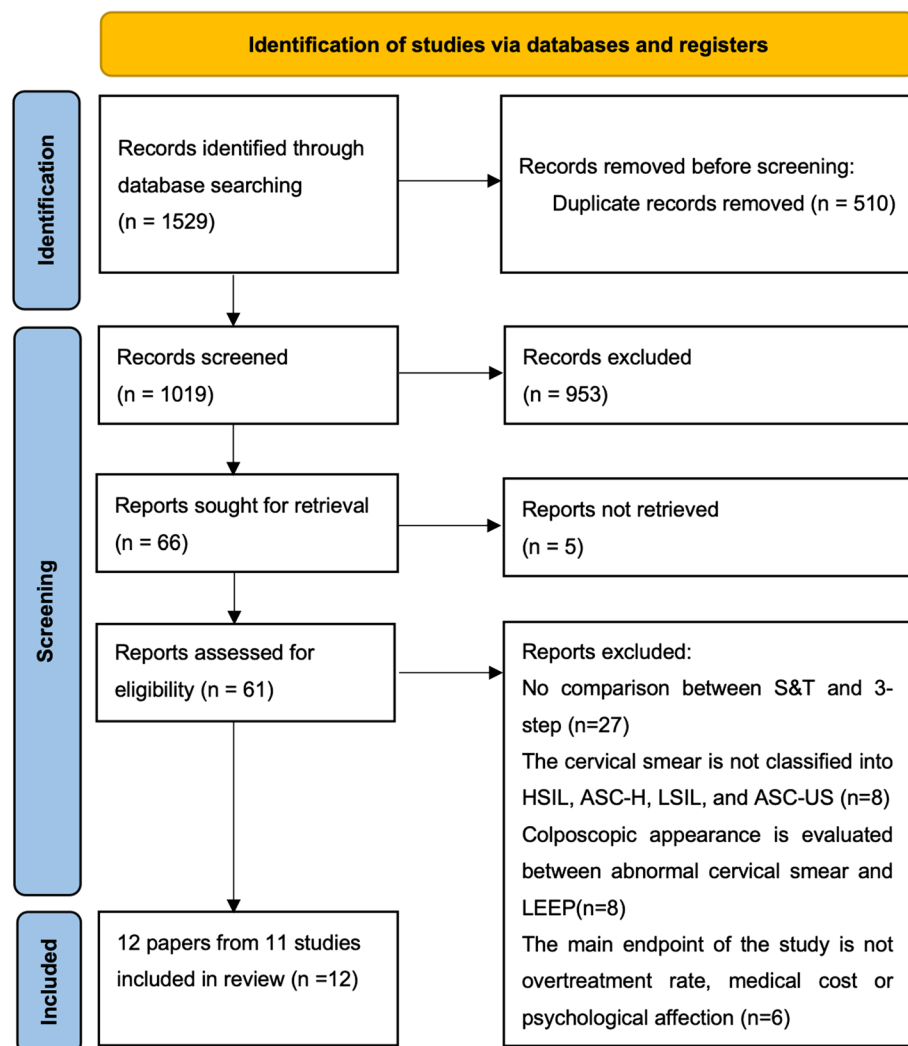 Identification of studies via databases and registers
Identification
Records identified through
database searching
(n = 1529)
Records removed before screening:
Duplicate records removed (n = 510)
Screening
Records screened
(n = 1019)
Records excluded
(n = 953)
Reports sought for retrieval
(n = 66)
Reports not retrieved
(n = 5)
Reports assessed for
eligibility (n = 61)
Reports excluded:
No comparison between S&T and 3-
step (n=27)
The cervical smear is not classified into
HSIL, ASC-H, LSIL, and ASC-US (n=8)
Colposcopic appearance is evaluated
between abnormal cervical smear and
LEEP(n=8)
The main endpoint of the study is not
overtreatment rate, medical cost or
psychological affection (n=6)
Included
12 papers from 11 studies
included in review (n =12)